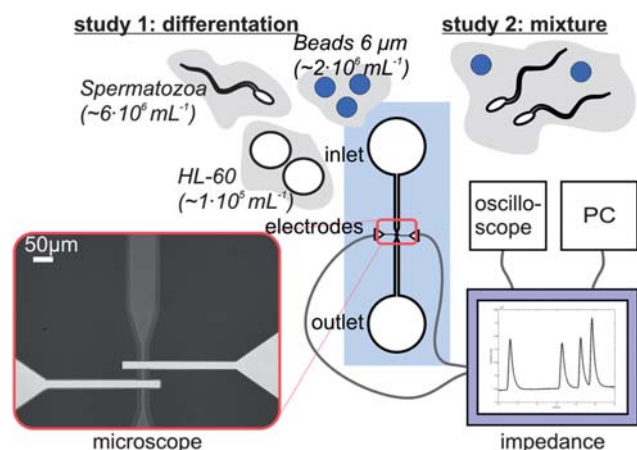 study 1: differentation
study 2: mixture
Beads 6 µm
(~2·10⁶ mL⁻¹)
Spermatozoa
(~6·10⁶ mL⁻¹)
inlet
HL-60
(~1·10⁵ mL⁻¹)
electrodes
oscillo-
scope
PC
50µm
outlet
microscope
impedance